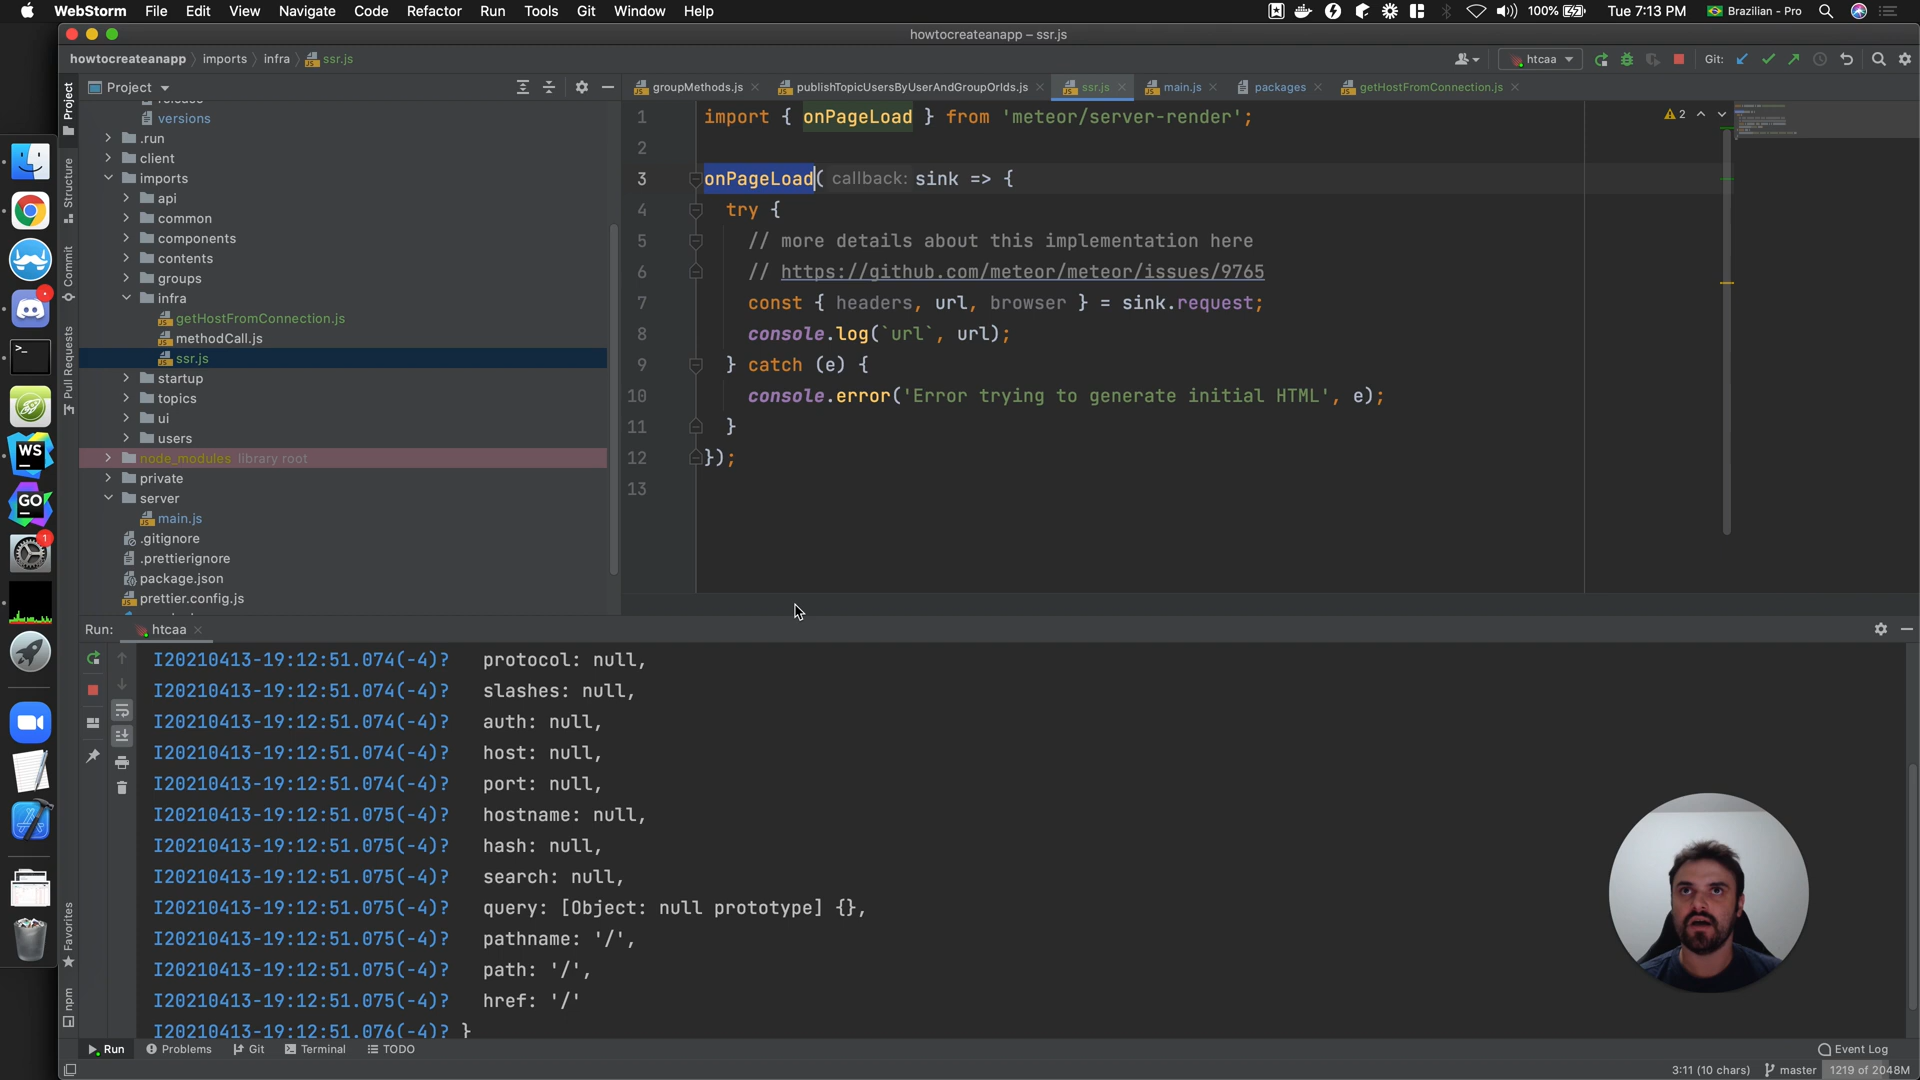 WebStorm File Edit View Navigate Code Refactor Run Tools Git Window Help 100% Tue 7:13 PM Brazilian - Pro
howtocreateanapp – ssr.js
howtocreateanapp imports infra ssr.js htcaa Git:
Project
groupMethods.js publishTopicUsersByUserAndGroupOrIds.js ssr.js main.js packages getHostFromConnection.js
versions
.run
client
imports
api
common
components
contents
groups
infra
getHostFromConnection.js
methodCall.js
ssr.js
startup
topics
ui
users
node_modules library root
private
server
main.js
.gitignore
.prettierignore
package.json
prettier.config.js
Project
Structure
Commit
Pull Requests
Favorites
npm
WS
GO
1
2
1 import { onPageLoad } from 'meteor/server-render';
2
3 onPageLoad( callback: sink => {
4 try {
5 // more details about this implementation here
6 // https://github.com/meteor/meteor/issues/9765
7 const { headers, url, browser } = sink.request;
8 console.log(`url`, url);
9 } catch (e) {
10 console.error('Error trying to generate initial HTML', e);
11 }
12 });
13
Run: htcaa
I20210413-19:12:51.074(-4)? protocol: null,
I20210413-19:12:51.074(-4)? slashes: null,
I20210413-19:12:51.074(-4)? auth: null,
I20210413-19:12:51.074(-4)? host: null,
I20210413-19:12:51.074(-4)? port: null,
I20210413-19:12:51.075(-4)? hostname: null,
I20210413-19:12:51.075(-4)? hash: null,
I20210413-19:12:51.075(-4)? search: null,
I20210413-19:12:51.075(-4)? query: [Object: null prototype] {},
I20210413-19:12:51.075(-4)? pathname: '/',
I20210413-19:12:51.075(-4)? path: '/',
I20210413-19:12:51.075(-4)? href: '/'
I20210413-19:12:51.076(-4)? }
Run Problems Git Terminal TODO Event Log
3:11 (10 chars) master 1219 of 2048M